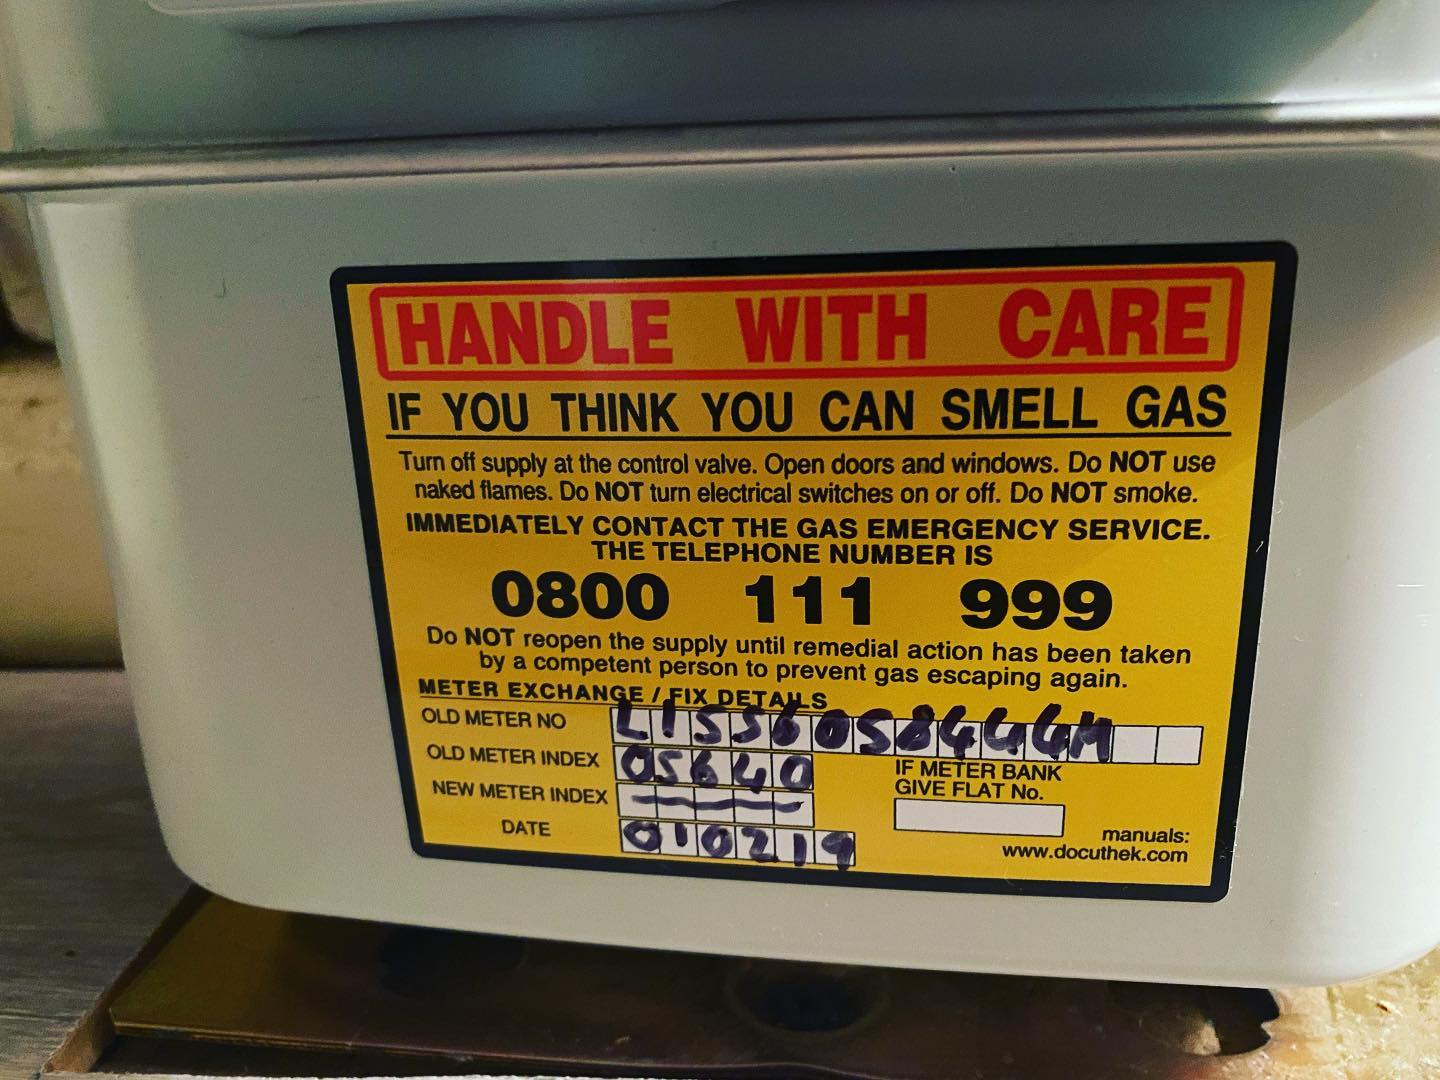 HANDLE WITH CARE
IF YOU THINK YOU CAN SMELL GAS
Turn off supply at the control valve. Open doors and windows. Do NOT use
naked flames. Do NOT turn electrical switches on or off. Do NOT smoke.
IMMEDIATELY CONTACT THE GAS EMERGENCY SERVICE.
THE TELEPHONE NUMBER IS
0800 111 999
Do NOT reopen the supply until remedial action has been taken
by a competent person to prevent gas escaping again.
METER EXCHANGE / FIX DETAILS
OLD METER NO
OLD METER INDEX 05640
IF METER BANK
GIVE FLAT No.
NEW METER INDEX
DATE 010219
manuals:
www.docuthek.com